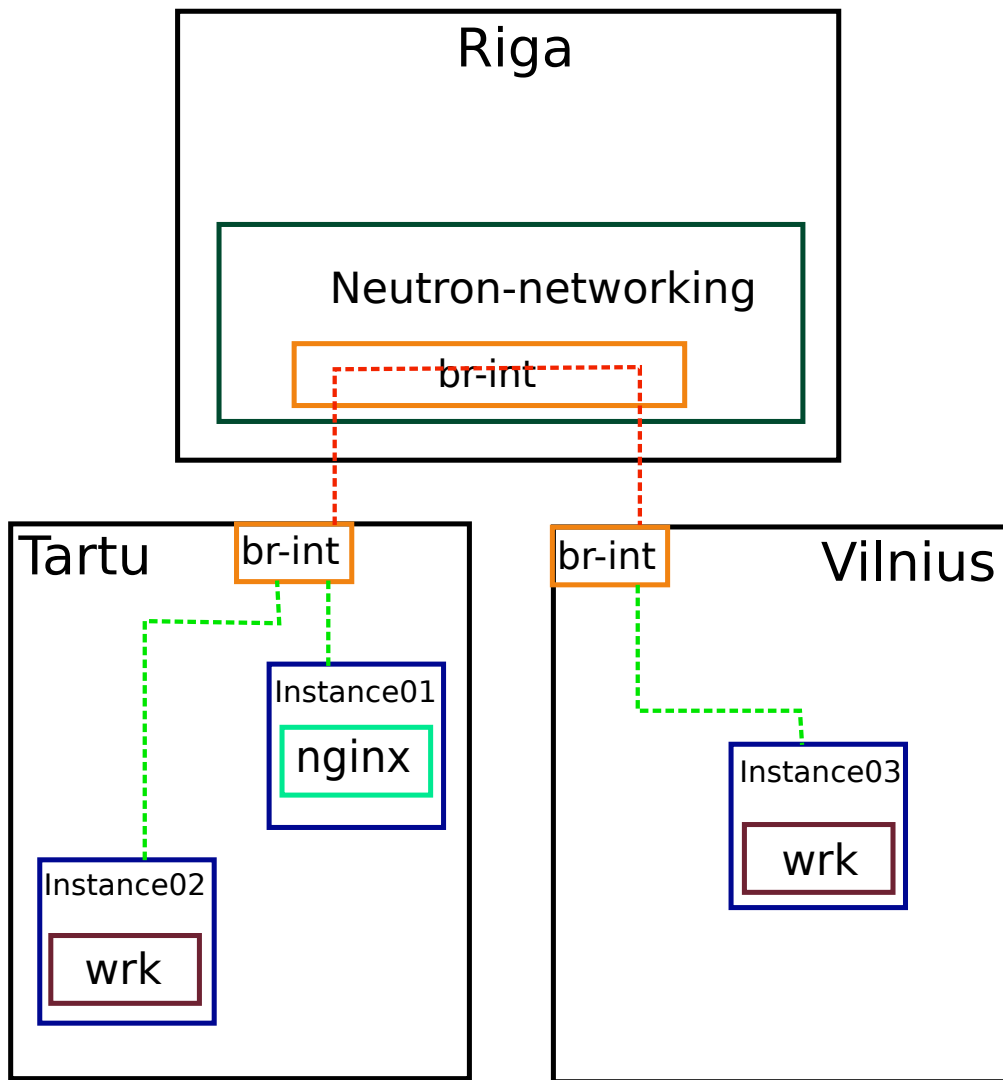 Riga
Neutron-networking
br-int
Tartu
br-int
Instance01
nginx
Instance02
wrk
br-int
Vilnius
Instance03
wrk